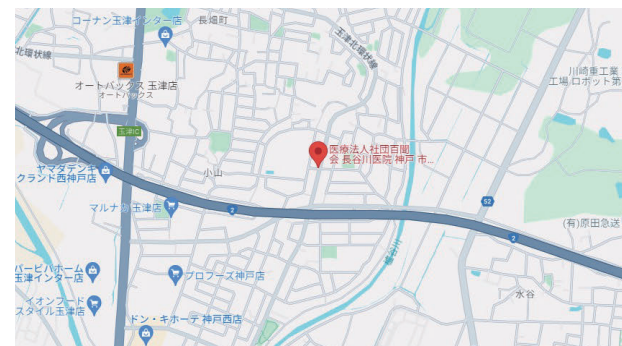 コーナン玉津インター店
長畑町
玉津北環状線
北環状線
川崎重工業
工場 ロボット第
オートバックス 玉津店
オートバックス
玉津IC
医療法人社団百聞
会 長谷川医院 神戸 市...
ヤマダデンキ
クランド西神戸店
小山
マルナカ 玉津店
2
52
(有)原田急送
2
櫨谷川
バービバホーム
玉津インター店
プロフーズ神戸店
水谷
イオンフード
スタイル玉津店
ドン・キホーテ 神戸西店